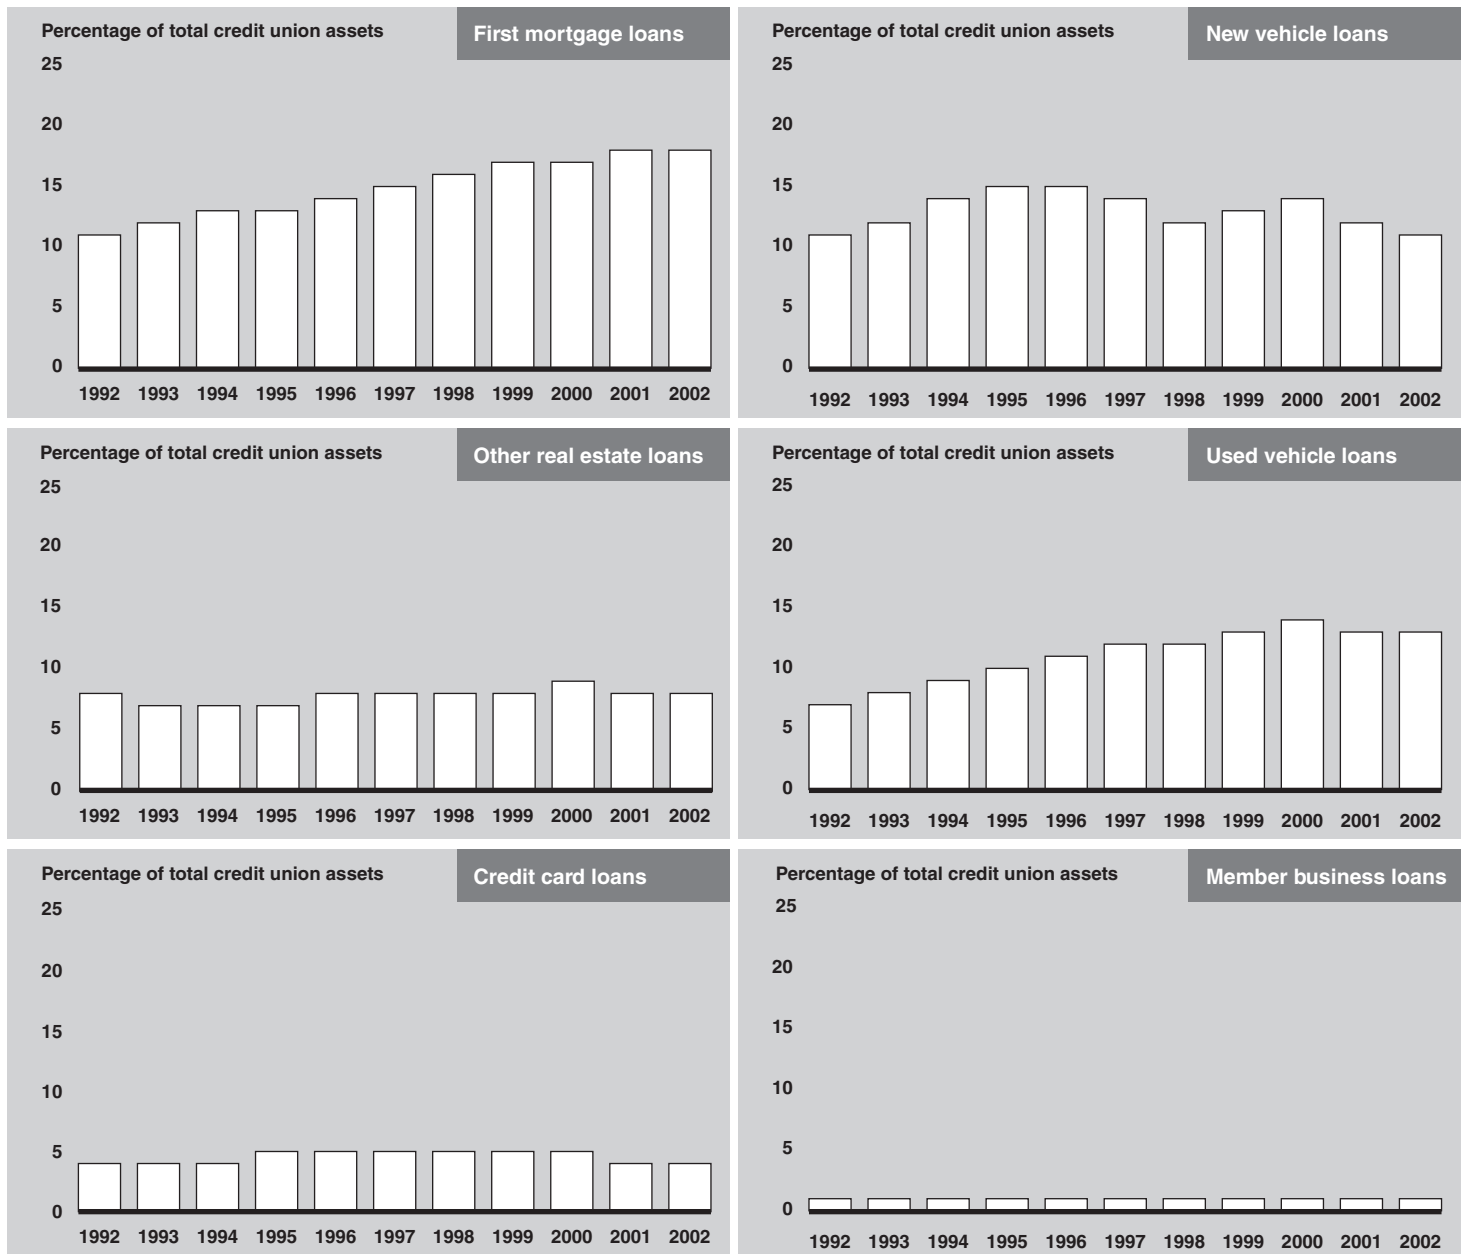 Percentage of total credit union assets
First mortgage loans
25
20
15
10
5
0
1992 1993 1994 1995 1996 1997 1998 1999 2000 2001 2002
Percentage of total credit union assets
New vehicle loans
25
20
15
10
5
0
1992 1993 1994 1995 1996 1997 1998 1999 2000 2001 2002
Percentage of total credit union assets
Other real estate loans
25
20
15
10
5
0
1992 1993 1994 1995 1996 1997 1998 1999 2000 2001 2002
Percentage of total credit union assets
Used vehicle loans
25
20
15
10
5
0
1992 1993 1994 1995 1996 1997 1998 1999 2000 2001 2002
Percentage of total credit union assets
Credit card loans
25
20
15
10
5
0
1992 1993 1994 1995 1996 1997 1998 1999 2000 2001 2002
Percentage of total credit union assets
Member business loans
25
20
15
10
5
0
1992 1993 1994 1995 1996 1997 1998 1999 2000 2001 2002